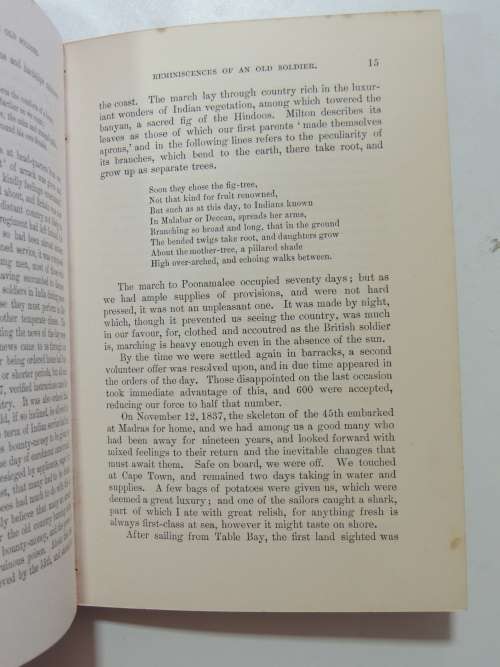 OLD SOLDIER.
REMINISCENCES OF AN OLD SOLDIER. 15
the coast. The march lay through country rich in the luxur-
iant wonders of Indian vegetation, among which towered the
banyan, a sacred fig of the Hindoos. Milton describes its
leaves as those of which our first parents ‘made themselves
aprons,’ and in the following lines refers to the peculiarity of
its branches, which bend to the earth, there take root, and
grow up as separate trees.
Soon they chose the fig-tree,
Not that kind for fruit renowned,
But such as at this day, to Indians known
In Malabar or Deccan, spreads her arms,
Branching so broad and long, that in the ground
The bended twigs take root, and daughters grow
About the mother-tree, a pillared shade
High over-arched, and echoing walks between.
The march to Poonamalee occupied seventy days; but as
we had ample supplies of provisions, and were not hard
pressed, it was not an unpleasant one. It was made by night,
which, though it prevented us seeing the country, was much
in our favour, for, clothed and accoutred as the British soldier
is, marching is heavy enough even in the absence of the sun.
By the time we were settled again in barracks, a second
volunteer offer was resolved upon, and in due time appeared in
the orders of the day. Those disappointed on the last occasion
took immediate advantage of this, and 600 were accepted,
reducing our force to half that number.
On November 12, 1837, the skeleton of the 45th embarked
at Madras for home, and we had among us a good many who
had been away for nineteen years, and looked forward with
mixed feelings to their return and the inevitable changes that
must await them. Safe on board, we were off. We touched
at Cape Town, and remained two days taking in water and
supplies. A few bags of potatoes were given us, which were
deemed a great luxury; and one of the sailors caught a shark,
part of which I ate with great relish, for anything fresh is
always first-class at sea, however it might taste on shore.
After sailing from Table Bay, the first land sighted was